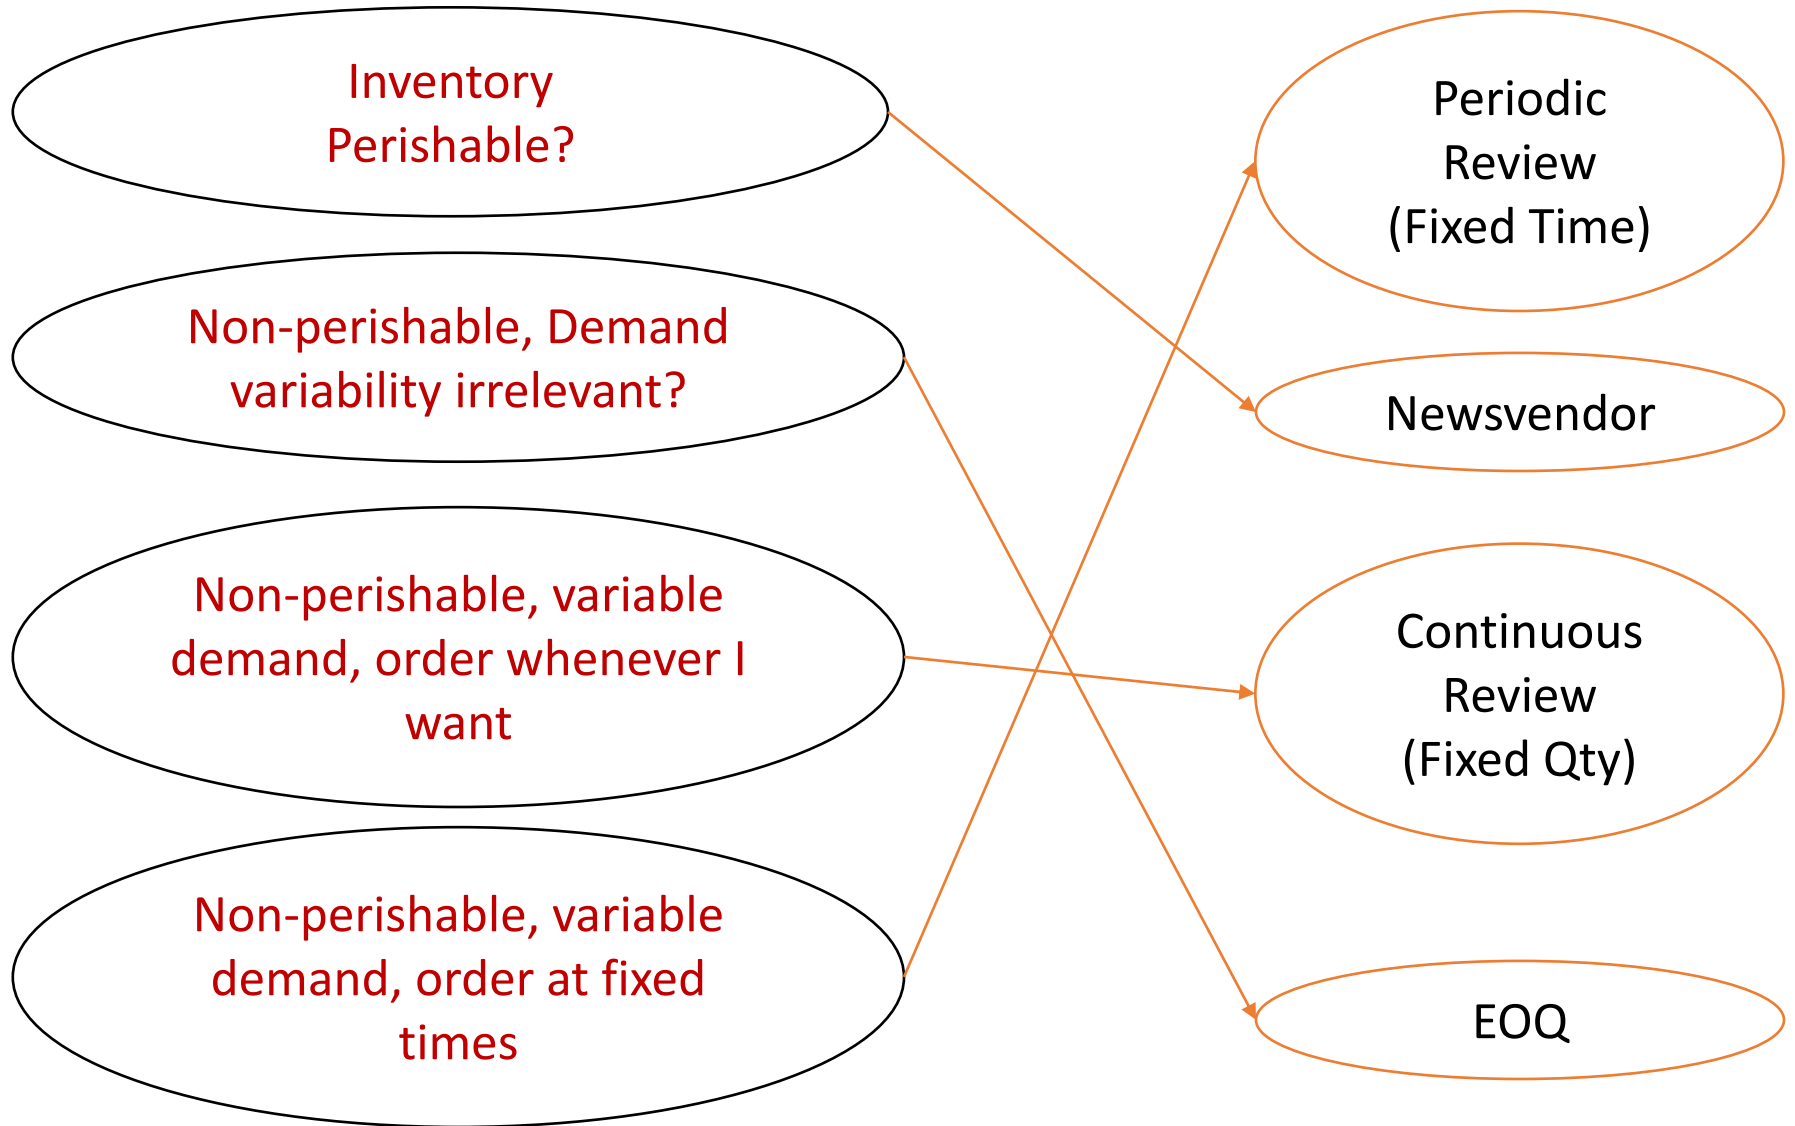 Inventory
Perishable?
Non-perishable, Demand
variability irrelevant?
Non-perishable, variable
demand, order whenever I
want
Non-perishable, variable
demand, order at fixed
times
Periodic
Review
(Fixed Time)
Newsvendor
Continuous
Review
(Fixed Qty)
EOQ